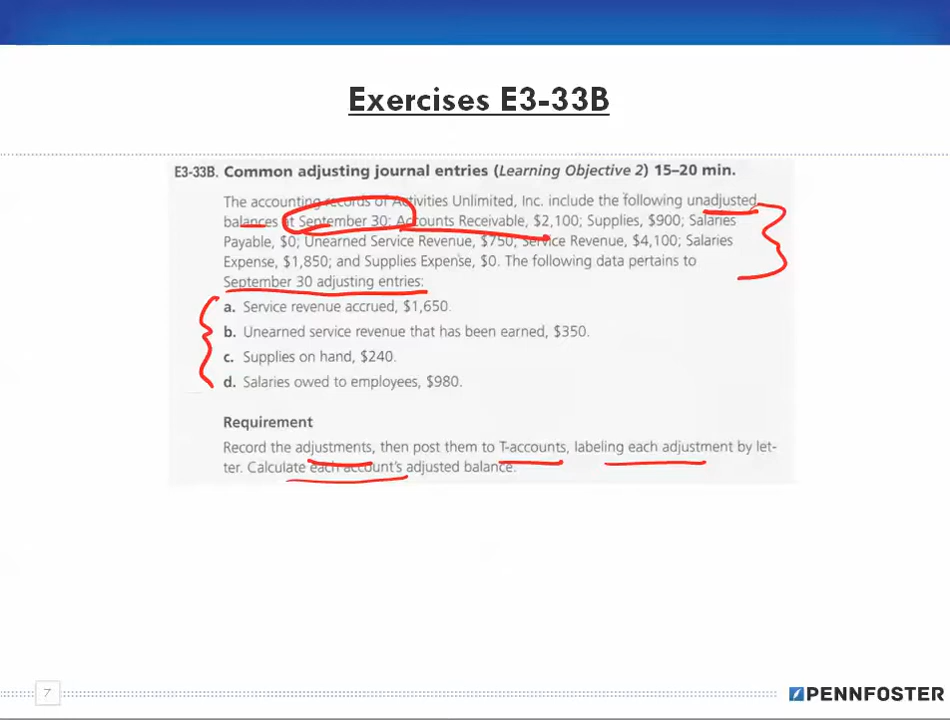 Exercises E3-33B
E3-33B. Common adjusting journal entries (Learning Objective 2) 15–20 min.
The accounting records of Activities Unlimited, Inc. include the following unadjusted
balances at September 30: Accounts Receivable, $2,100; Supplies, $900; Salaries
Payable, $0; Unearned Service Revenue, $750; Service Revenue, $4,100; Salaries
Expense, $1,850; and Supplies Expense, $0. The following data pertains to
September 30 adjusting entries:
a. Service revenue accrued, $1,650.
b. Unearned service revenue that has been earned, $350.
c. Supplies on hand, $240.
d. Salaries owed to employees, $980.
Requirement
Record the adjustments, then post them to T-accounts, labeling each adjustment by let-
ter. Calculate each account's adjusted balance.
7
PENNFOSTER